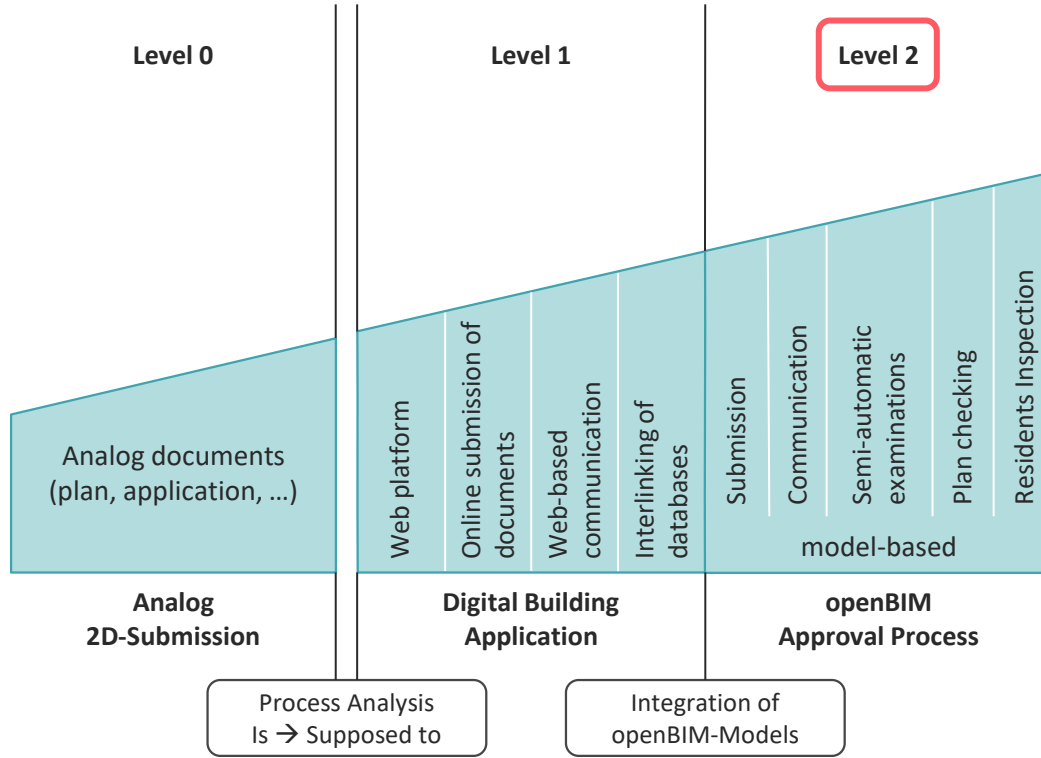 Level 0
Level 1
Level 2
Analog documents
(plan, application, …)
Web platform
Online submission of
documents
Web-based
communication
Interlinking of
databases
Submission
Communication
Semi-automatic
examinations
Plan checking
Residents Inspection
model-based
Analog
2D-Submission
Digital Building
Application
openBIM
Approval Process
Process Analysis
Is → Supposed to
Integration of
openBIM-Models